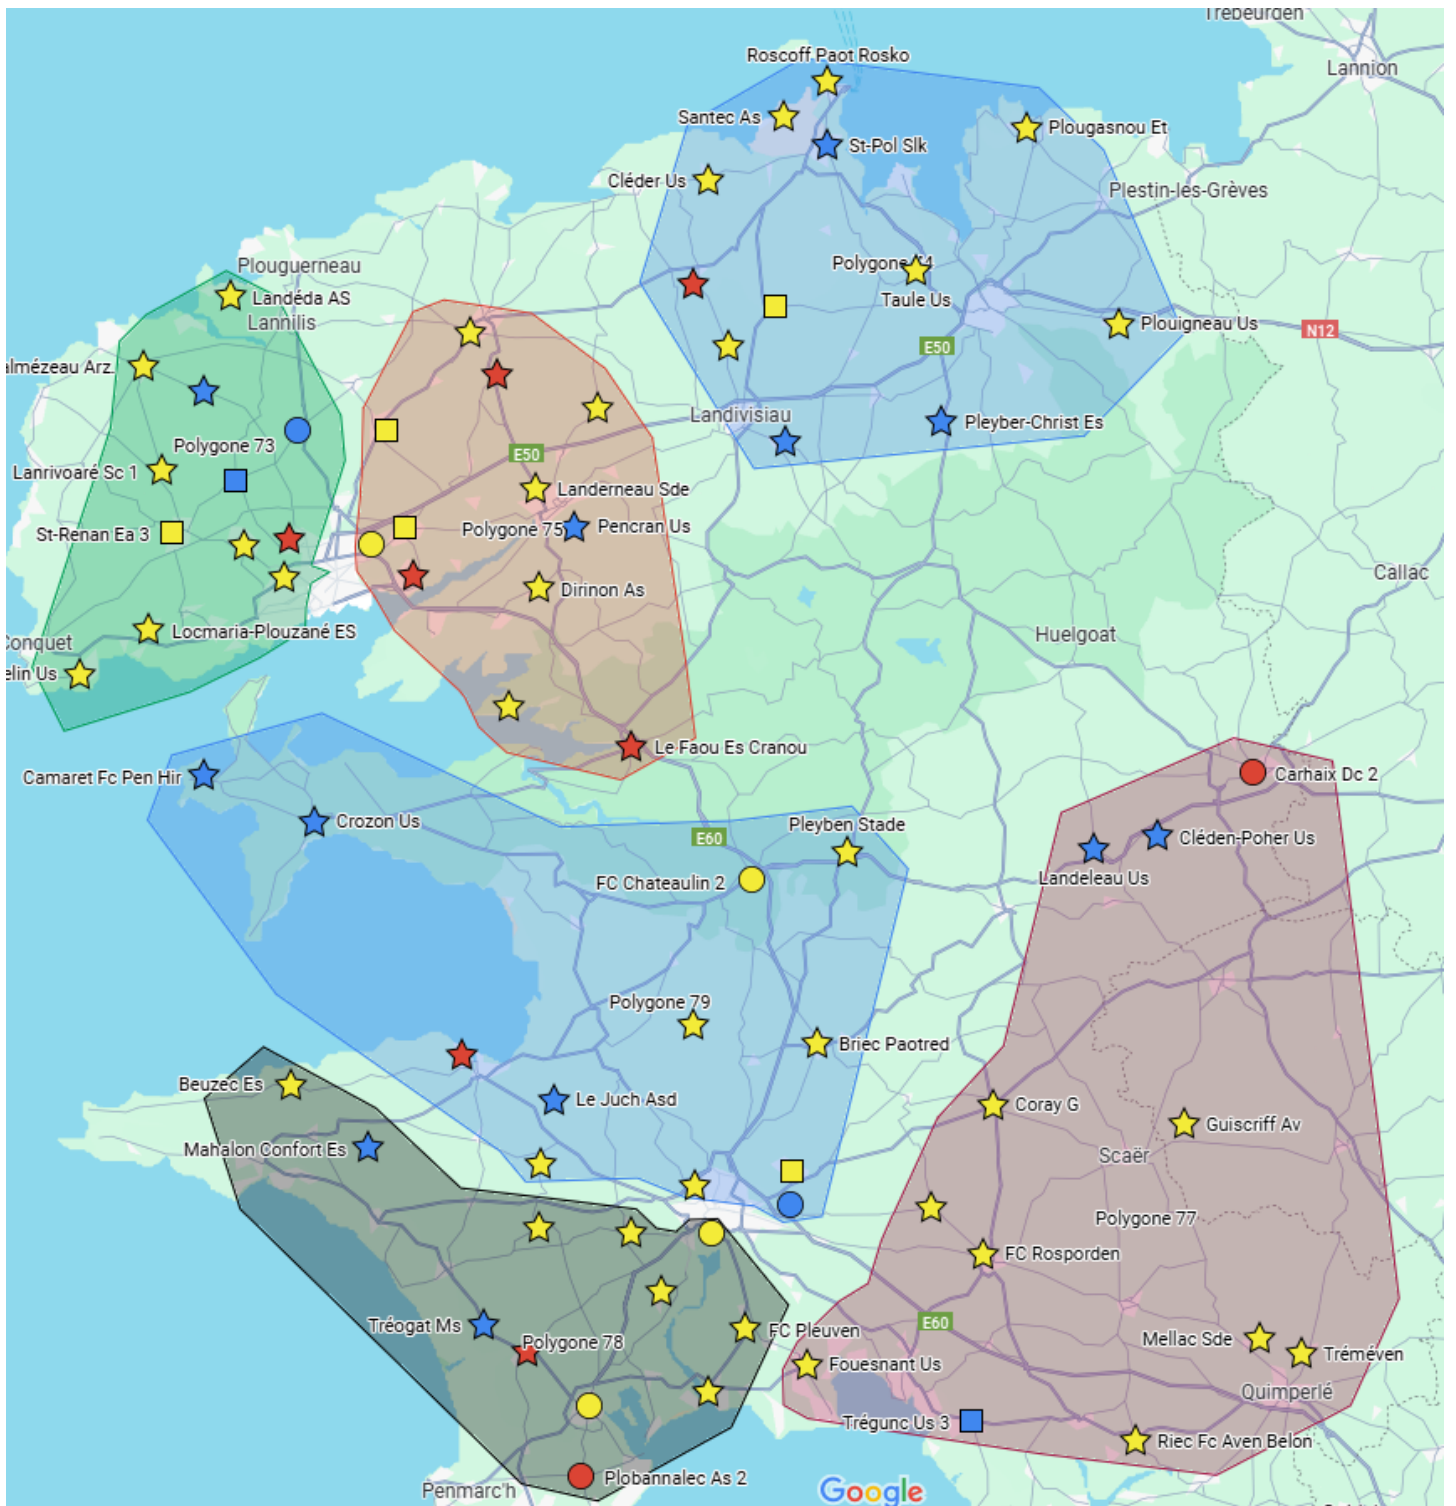 Trébeurden
Lannion
Roscoff Paot Rosko
Santec As
Plougasnou Et
St-Pol Slk
Cléder Us
Plestin-les-Grèves
Plouguerneau
Polygone 74
Landéda AS
Taule Us
Lannilis
Plouigneau Us
N12
E50
almézeau Arz.
Landivisiau
Pleyber-Christ Es
Polygone 73
E50
Lanrivoaré Sc 1
Landerneau Sde
St-Renan Ea 3
Polygone 75
Pencran Us
Callac
Dirinon As
Locmaria-Plouzané ES
Huelgoat
Conquet
elin Us
Le Faou Es Cranou
Camaret Fc Pen Hir
Carhaix Dc 2
Crozon Us
Pleyben Stade
E60
Cléden-Poher Us
Landeleau Us
FC Chateaulin 2
Polygone 79
Briec Paotred
Beuzec Es
Le Juch Asd
Coray G
Guiscriff Av
Mahalon Confort Es
Scaër
Polygone 77
FC Rosporden
Tréogat Ms
FC Pleuven
E60
Polygone 78
Mellac Sde
Tréméven
Fouesnant Us
Quimperlé
Trégunc Us 3
Riec Fc Aven Belon
Plobannalec As 2
Penmarc'h
Google